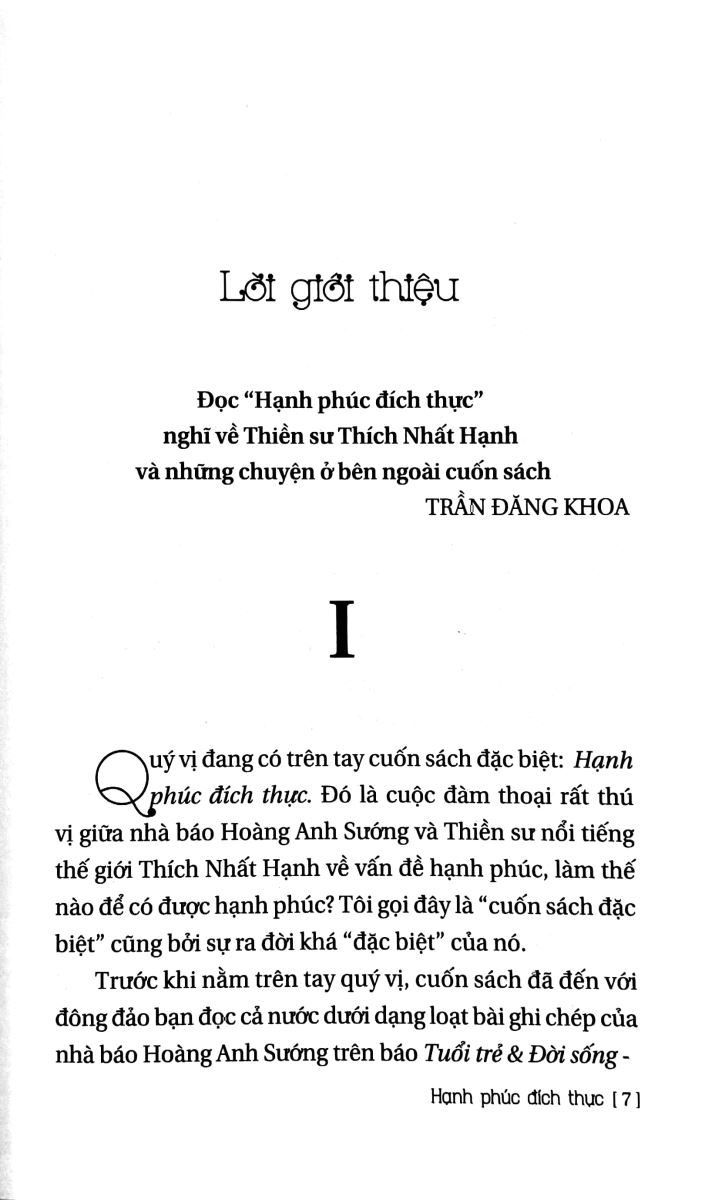 Lời giới thiệu
Đọc “Hạnh phúc đích thực”
nghĩ về Thiền sư Thích Nhất Hạnh
và những chuyện ở bên ngoài cuốn sách
TRẦN ĐĂNG KHOA
I
Quý vị đang có trên tay cuốn sách đặc biệt: Hạnh
phúc đích thực. Đó là cuộc đàm thoại rất thú
vị giữa nhà báo Hoàng Anh Sướng và Thiền sư nổi tiếng
thế giới Thích Nhất Hạnh về vấn đề hạnh phúc, làm thế
nào để có được hạnh phúc? Tôi gọi đây là “cuốn sách đặc
biệt” cũng bởi sự ra đời khá “đặc biệt” của nó.
Trước khi nằm trên tay quý vị, cuốn sách đã đến với
đông đảo bạn đọc cả nước dưới dạng loạt bài ghi chép của
nhà báo Hoàng Anh Sướng trên báo Tuổi trẻ & Đời sống -
Hạnh phúc đích thực [ 7 ]